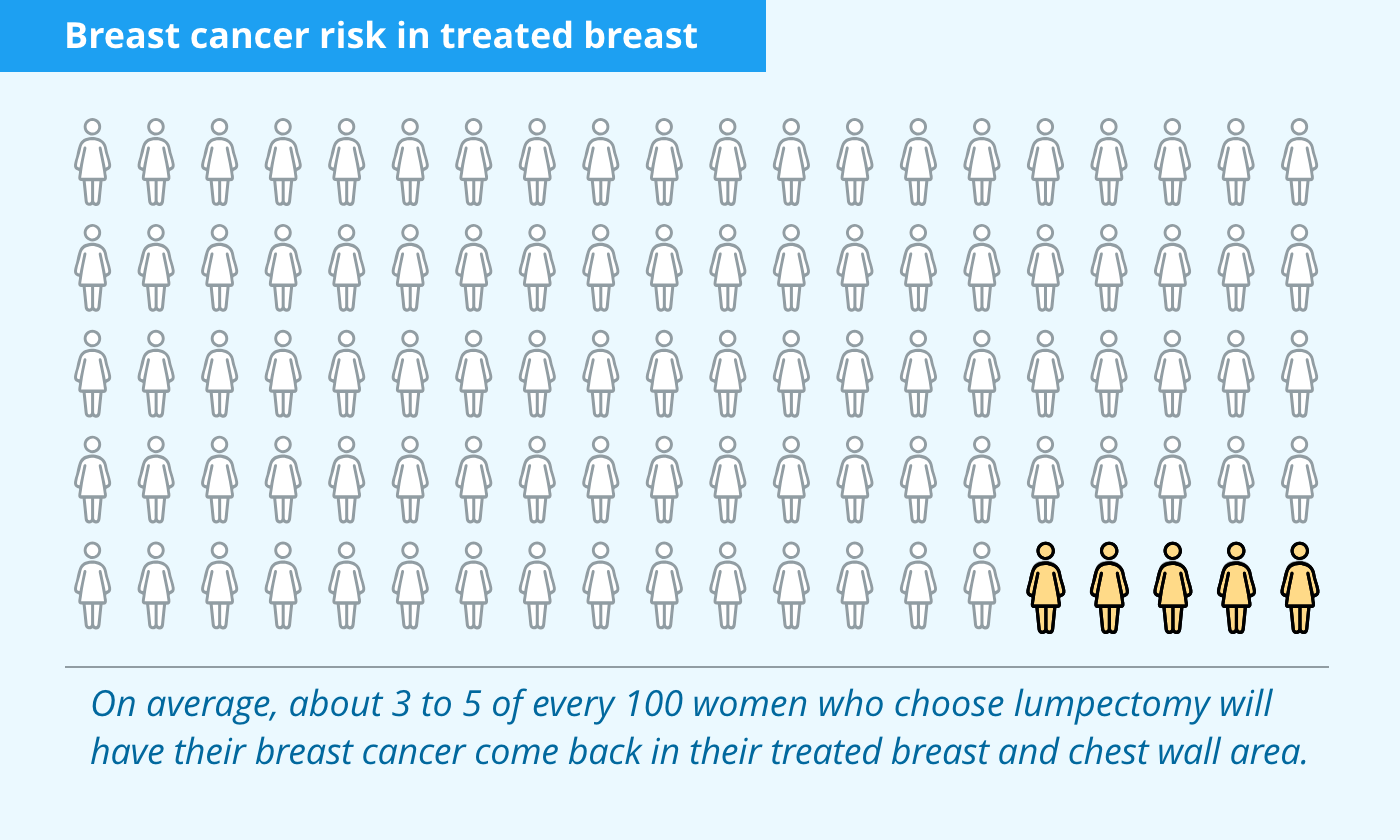 Breast cancer risk in treated breast
On average, about 3 to 5 of every 100 women who choose lumpectomy will
have their breast cancer come back in their treated breast and chest wall area.